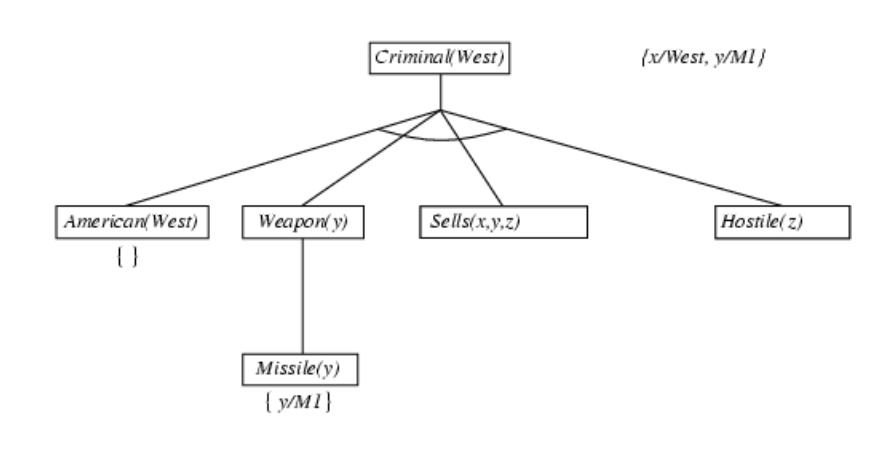 Criminal(West) {x/West, y/M1}
American(West) Weapon(y) Sells(x,y,z) Hostile(z)
{ }
Missile(y)
{ y/M1}